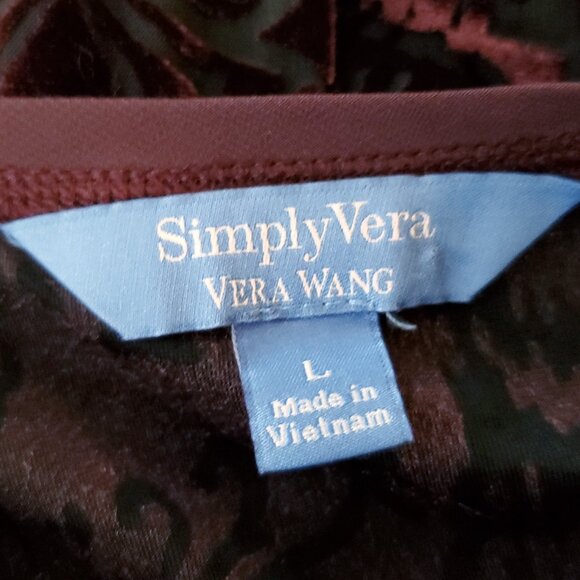 SimplyVera
VERA WANG
L
Made in
Vietnam